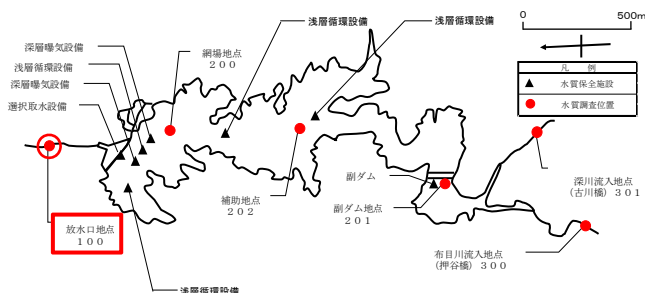 浅層循環設備
浅層循環設備
0
500m
深層曝気設備
浅層循環設備
深層曝気設備
選択取水設備
網場地点
200
凡 例
水質保全施設
水質調査位置
放水口地点
100
補助地点
202
副ダム
副ダム地点
201
深川流入地点
(古川橋) 301
布目川流入地点
(押谷橋) 300
浅層循環設備